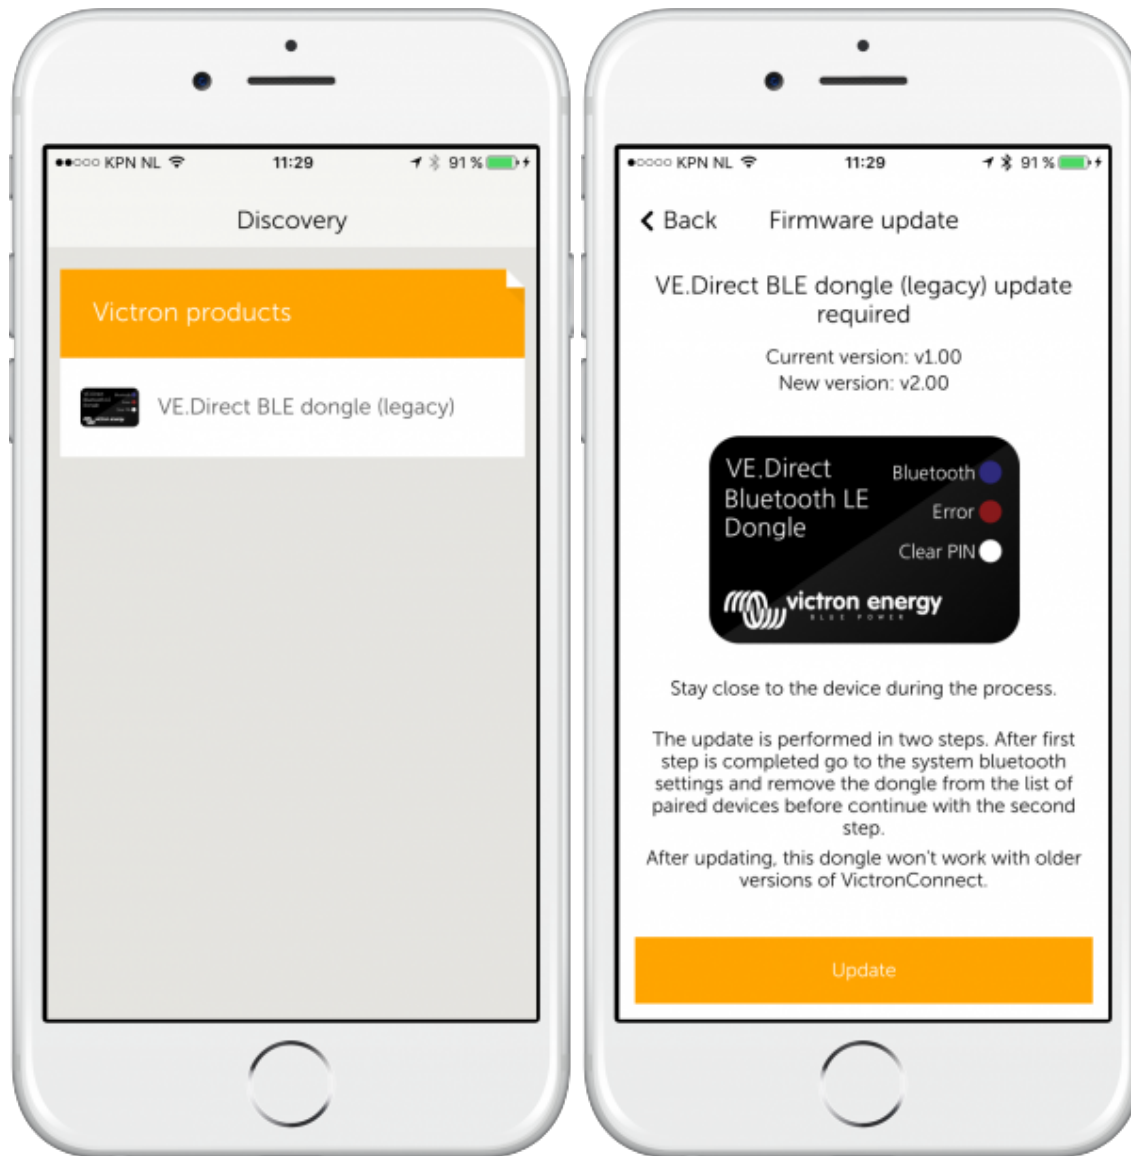 KPN NL 11:29 91 %
Discovery
Victron products
VE.Direct BLE dongle (legacy)
KPN NL 11:29 91 %
Back Firmware update
VE.Direct BLE dongle (legacy) update
required
Current version: v1.00
New version: v2.00
VE.Direct
Bluetooth LE
Dongle
Bluetooth
Error
Clear PIN
victron energy
BLUE POWER
Stay close to the device during the process.
The update is performed in two steps. After first
step is completed go to the system bluetooth
settings and remove the dongle from the list of
paired devices before continue with the second
step.
After updating, this dongle won't work with older
versions of VictronConnect.
Update